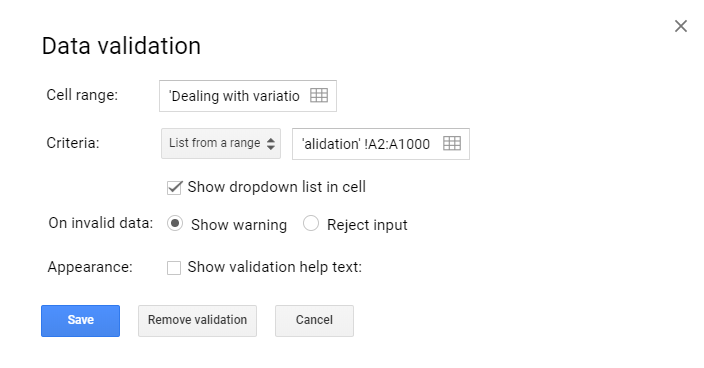 Data validation
Cell range: 'Dealing with variatio
Criteria: List from a range 'alidation' !A2:A1000
Show dropdown list in cell
On invalid data: Show warning Reject input
Appearance: Show validation help text:
Save Remove validation Cancel